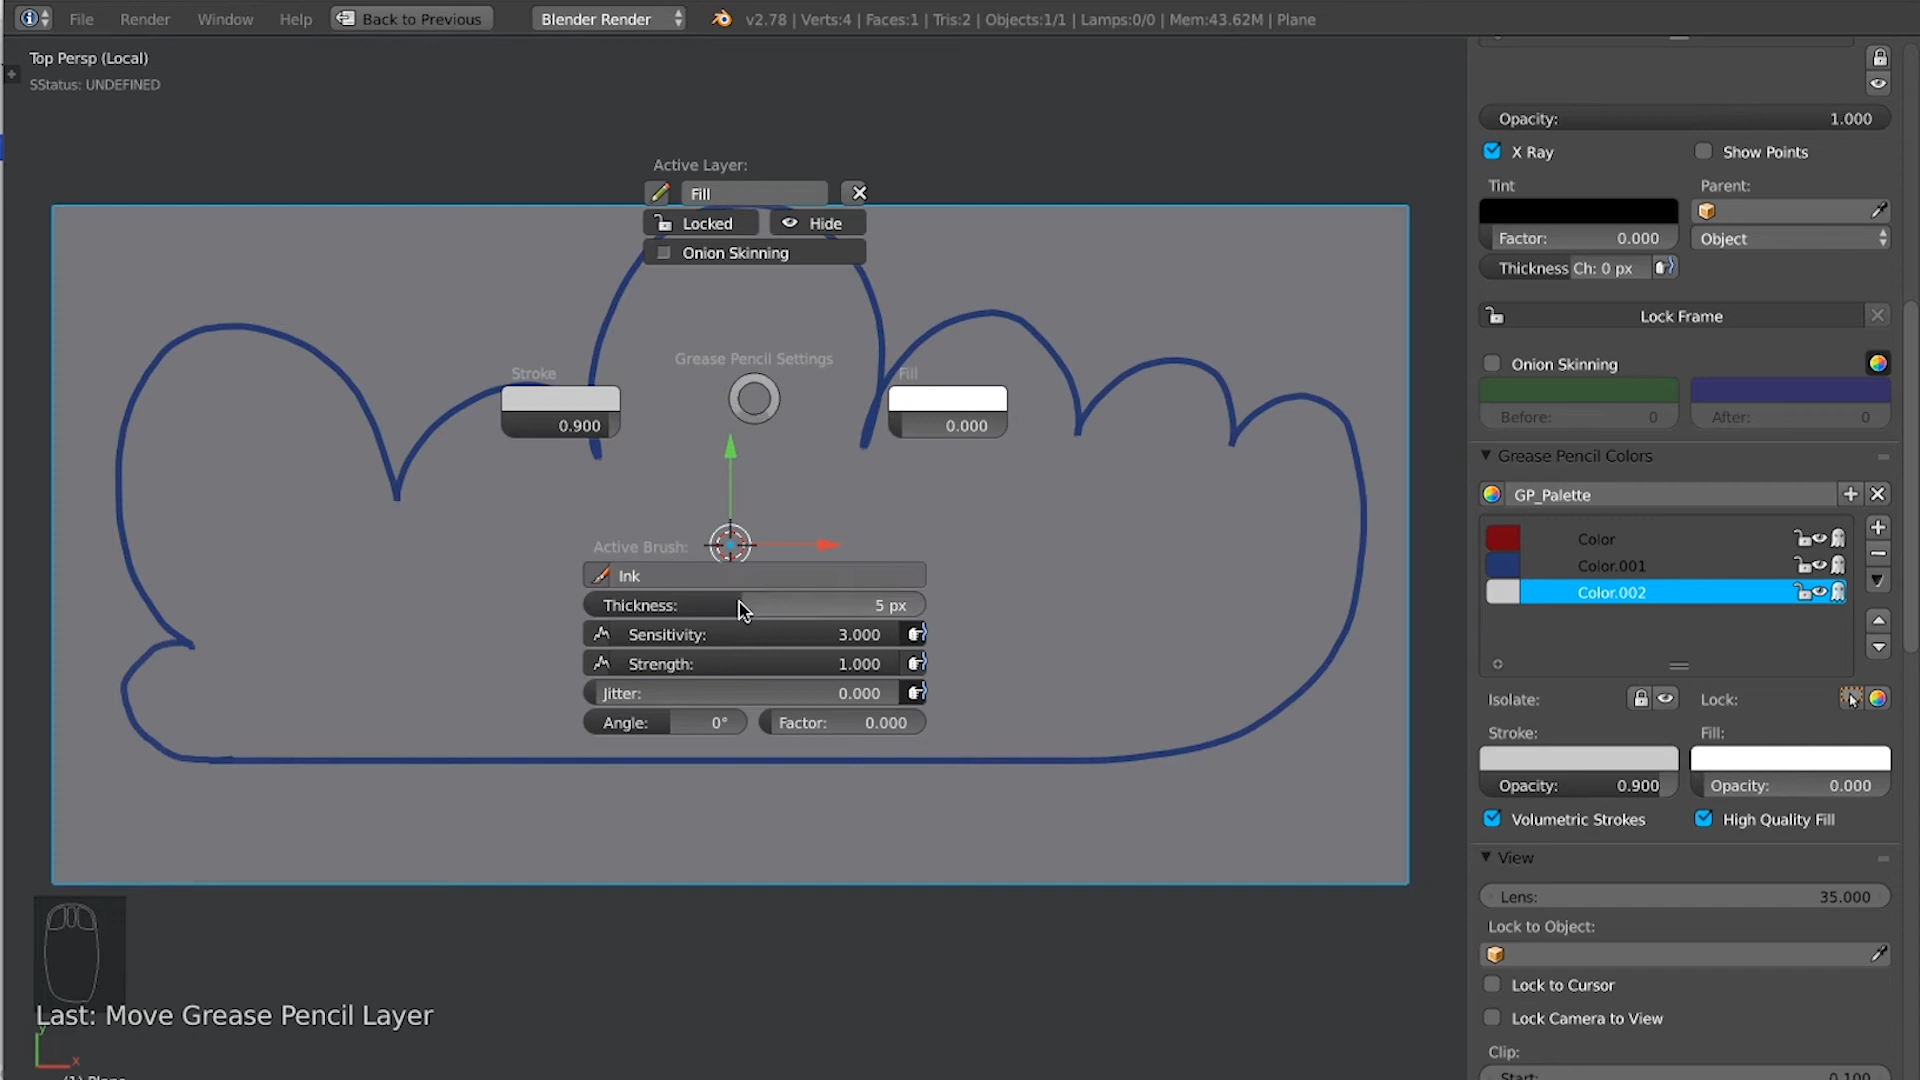 File Render Window Help Back to Previous Blender Render v2.78 | Verts:4 | Faces:1 | Tris:2 | Objects:1/1 | Lamps:0/0 | Mem:43.62M | Plane
Top Persp (Local)
SStatus: UNDEFINED
Active Layer:
Fill
Locked Hide
Onion Skinning
Grease Pencil Settings
Stroke
0.900
Fill
0.000
Active Brush:
Ink
Thickness: 5 px
Sensitivity: 3.000
Strength: 1.000
Jitter: 0.000
Angle: 0° Factor: 0.000
Last: Move Grease Pencil Layer
y
x
(1) Plane
Opacity: 1.000
X Ray Show Points
Tint Parent:
Factor: 0.000 Object
Thickness Ch: 0 px
Lock Frame
Onion Skinning
Before: 0 After: 0
Grease Pencil Colors
GP_Palette
Color
Color.001
Color.002
Isolate: Lock:
Stroke: Fill:
Opacity: 0.900 Opacity: 0.000
Volumetric Strokes High Quality Fill
View
Lens: 35.000
Lock to Object:
Lock to Cursor
Lock Camera to View
Clip:
Start: 0.100